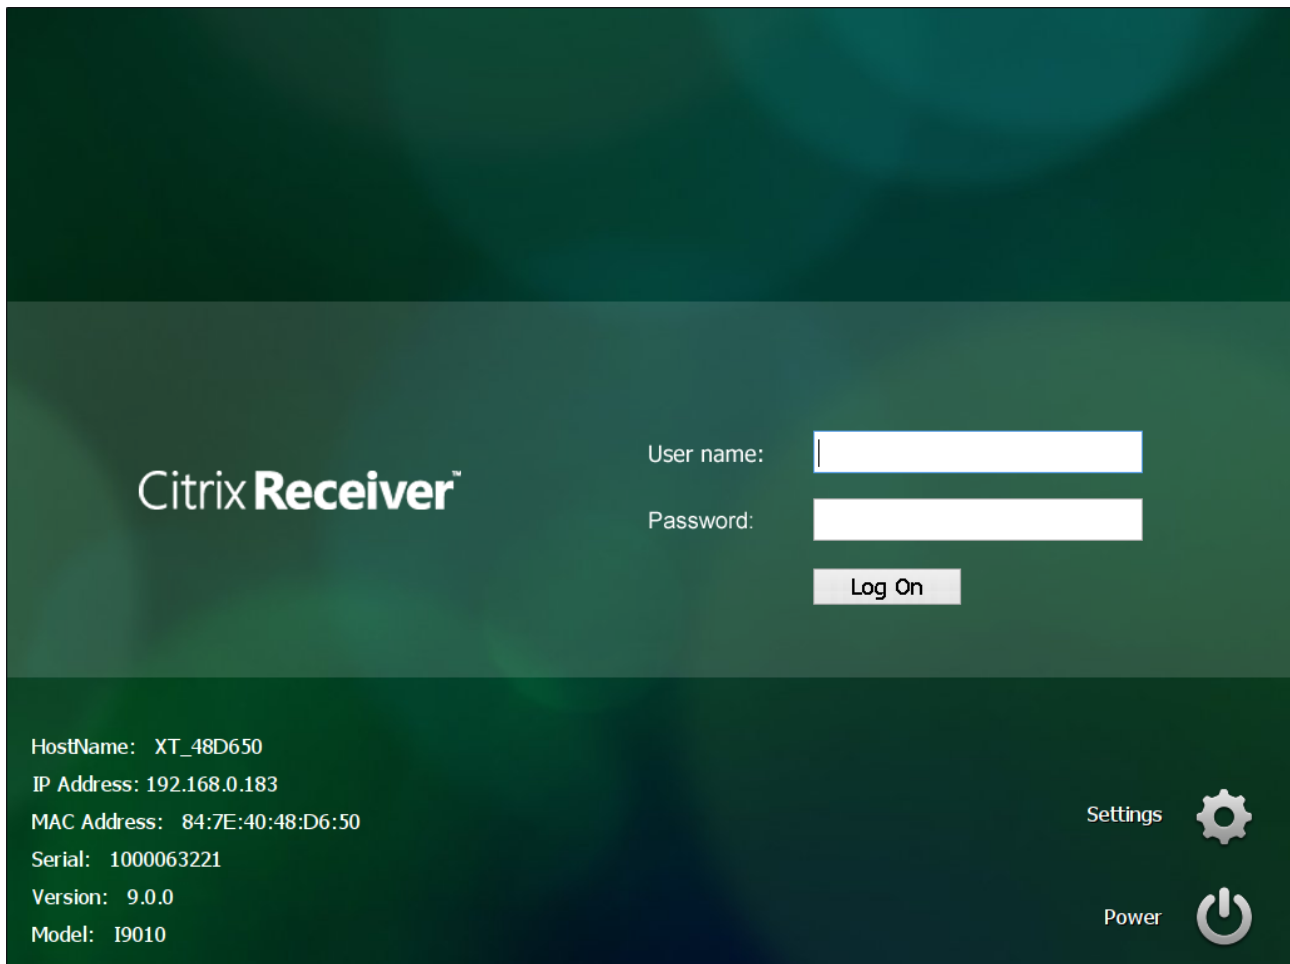 Citrix Receiver™
User name:
Password:
Log On
HostName: XT_48D650
IP Address: 192.168.0.183
MAC Address: 84:7E:40:48:D6:50
Serial: 1000063221
Version: 9.0.0
Model: I9010
Settings
Power